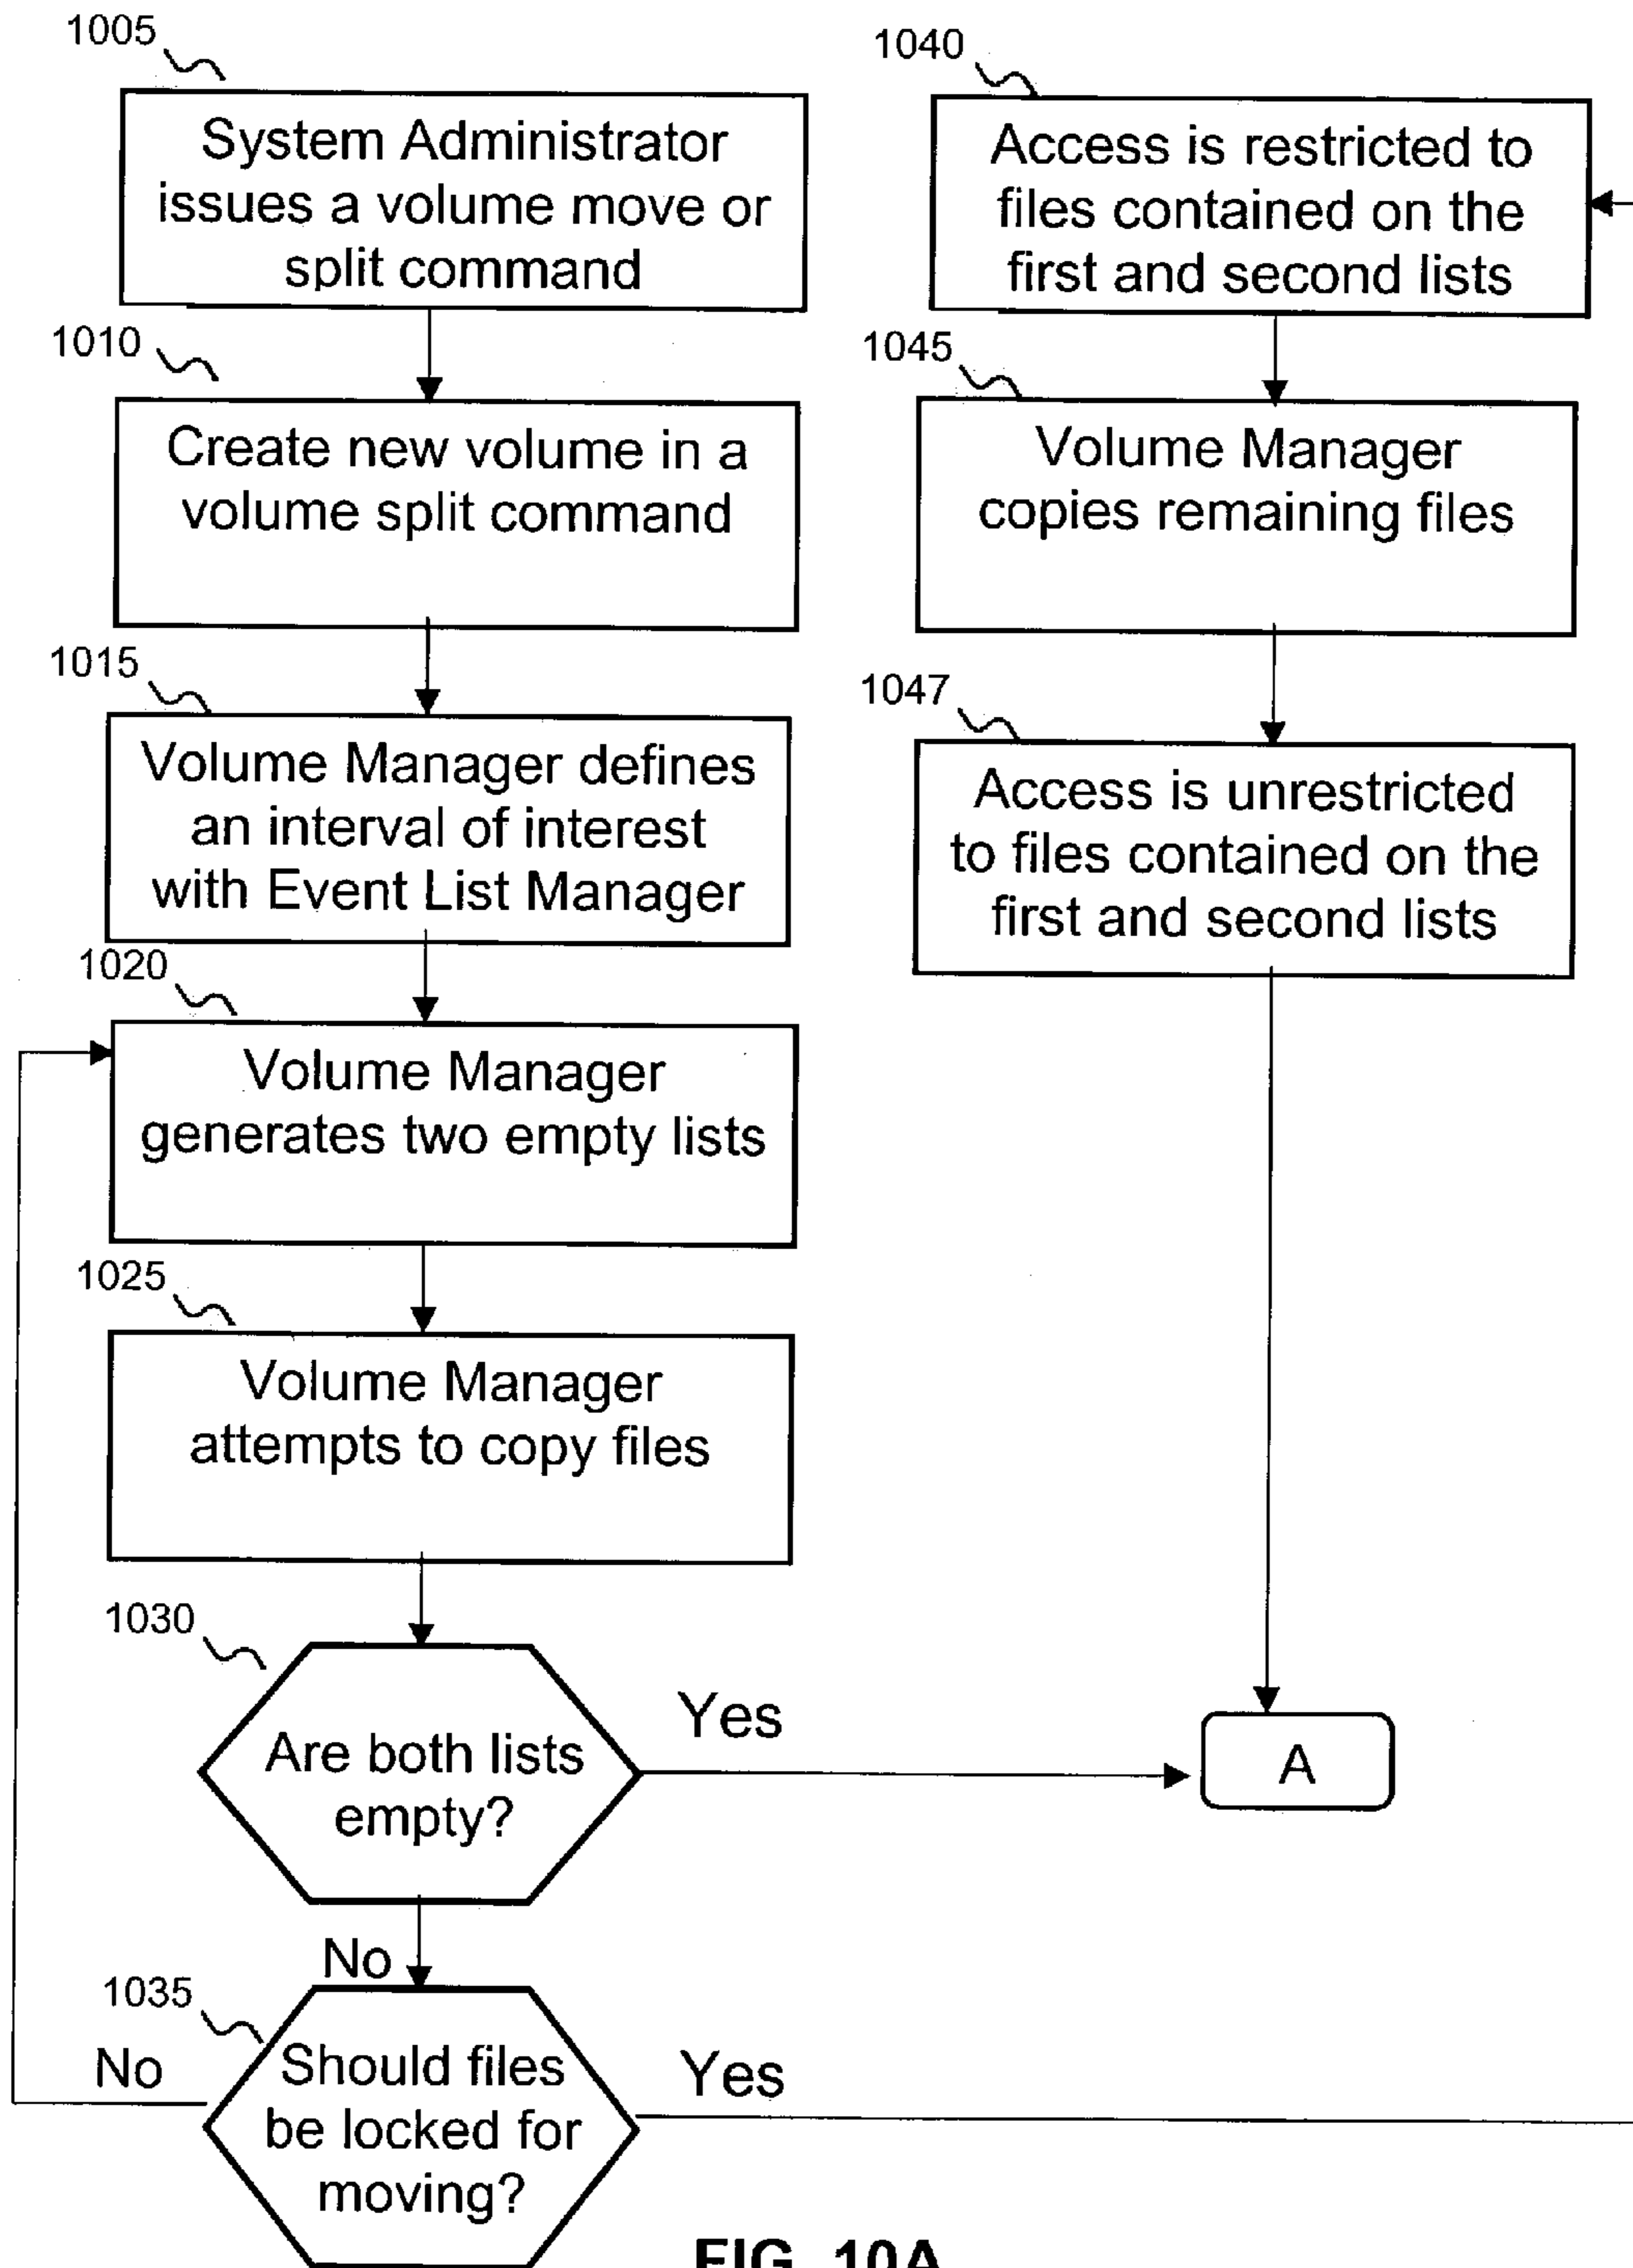 1005
System Administrator
issues a volume move or
split command
1010
Create new volume in a
volume split command
1015
Volume Manager defines
an interval of interest
with Event List Manager
1020
Volume Manager
generates two empty lists
1025
Volume Manager
attempts to copy files
1030
Are both lists
empty?
Yes
No
1035
Should files
be locked for
moving?
No
Yes
1040
Access is restricted to
files contained on the
first and second lists
1045
Volume Manager
copies remaining files
1047
Access is unrestricted
to files contained on the
first and second lists
A
FIG. 10A